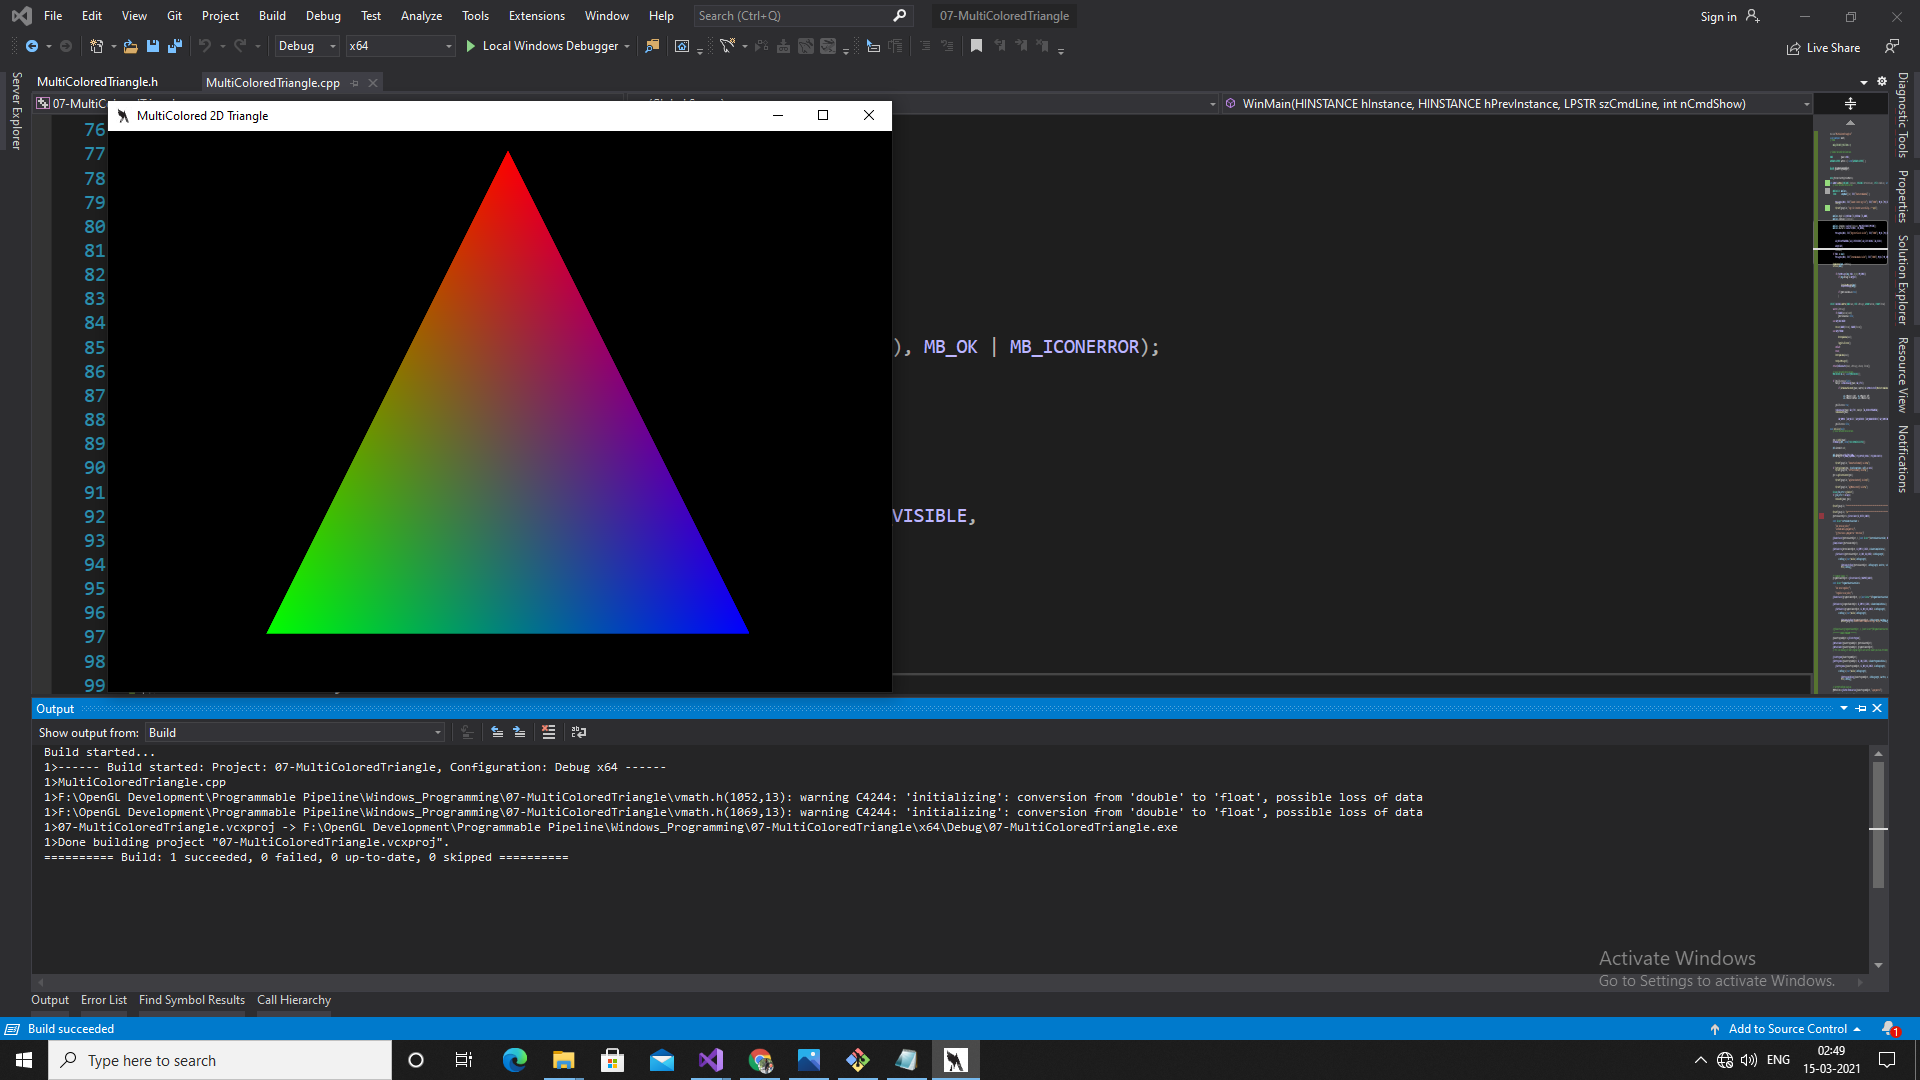 File Edit View Git Project Build Debug Test Analyze Tools Extensions Window Help Search (Ctrl+Q) 07-MultiColoredTriangle Sign in
Debug x64 Local Windows Debugger Live Share
MultiColoredTriangle.h MultiColoredTriangle.cpp
WinMain(HINSTANCE hInstance, HINSTANCE hPrevInstance, LPSTR szCmdLine, int nCmdShow)
MultiColored 2D Triangle
Server Explorer
Diagnostic Tools
Properties
Solution Explorer
Resource View
Notifications
76
77
78
79
80
81
82
83
84
85 ), MB_OK | MB_ICONERROR);
86
87
88
89
90
91
92 VISIBLE,
93
94
95
96
97
98
99
Output
Show output from: Build
Build started...
1>------ Build started: Project: 07-MultiColoredTriangle, Configuration: Debug x64 ------
1>MultiColoredTriangle.cpp
1>F:\OpenGL Development\Programmable Pipeline\Windows_Programming\07-MultiColoredTriangle\vmath.h(1052,13): warning C4244: 'initializing': conversion from 'double' to 'float', possible loss of data
1>F:\OpenGL Development\Programmable Pipeline\Windows_Programming\07-MultiColoredTriangle\vmath.h(1069,13): warning C4244: 'initializing': conversion from 'double' to 'float', possible loss of data
1>07-MultiColoredTriangle.vcxproj -> F:\OpenGL Development\Programmable Pipeline\Windows_Programming\07-MultiColoredTriangle\x64\Debug\07-MultiColoredTriangle.exe
1>Done building project "07-MultiColoredTriangle.vcxproj".
========== Build: 1 succeeded, 0 failed, 0 up-to-date, 0 skipped ==========
Activate Windows
Go to Settings to activate Windows.
Output Error List Find Symbol Results Call Hierarchy
Build succeeded Add to Source Control 1
Type here to search ENG 02:49
15-03-2021